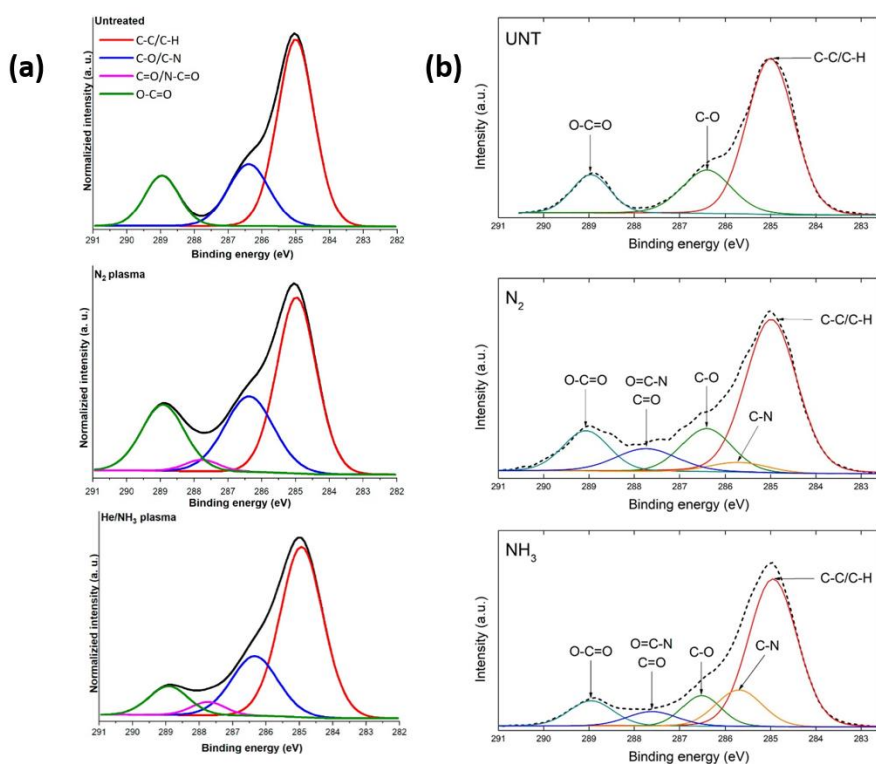 (a)
Untreated
C-C/C-H
C-O/C-N
C=O/N-C=O
O-C=O
Normalizied intensity (a. u.)
291 290 289 288 287 286 285 284 283 282
Binding energy (eV)
N₂ plasma
Normalizied intensity (a. u.)
291 290 289 288 287 286 285 284 283 282
Binding energy (eV)
He/NH₃ plasma
Normalizied intensity (a. u.)
291 290 289 288 287 286 285 284 283 282
Binding energy (eV)
(b)
UNT
C-C/C-H
O-C=O
C-O
Intensity (a.u.)
291 290 289 288 287 286 285 284 283
Binding energy (eV)
N₂
C-C/C-H
O-C=O
O=C-N
C=O
C-O
C-N
Intensity (a.u.)
291 290 289 288 287 286 285 284 283
Binding energy (eV)
NH₃
C-C/C-H
O-C=O
O=C-N
C=O
C-O
C-N
Intensity (a.u.)
291 290 289 288 287 286 285 284 283
Binding energy (eV)